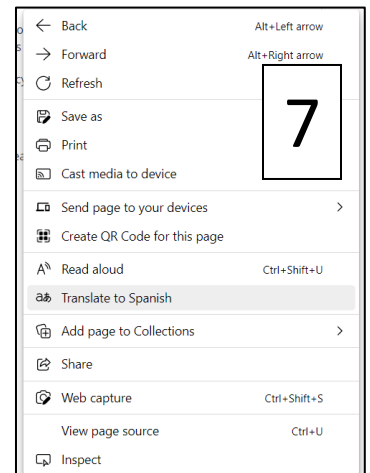 Back Alt+Left arrow
Forward Alt+Right arrow
Refresh
7
Save as
Print
Cast media to device
Send page to your devices
Create QR Code for this page
Read aloud Ctrl+Shift+U
Translate to Spanish
Add page to Collections
Share
Web capture Ctrl+Shift+S
View page source Ctrl+U
Inspect